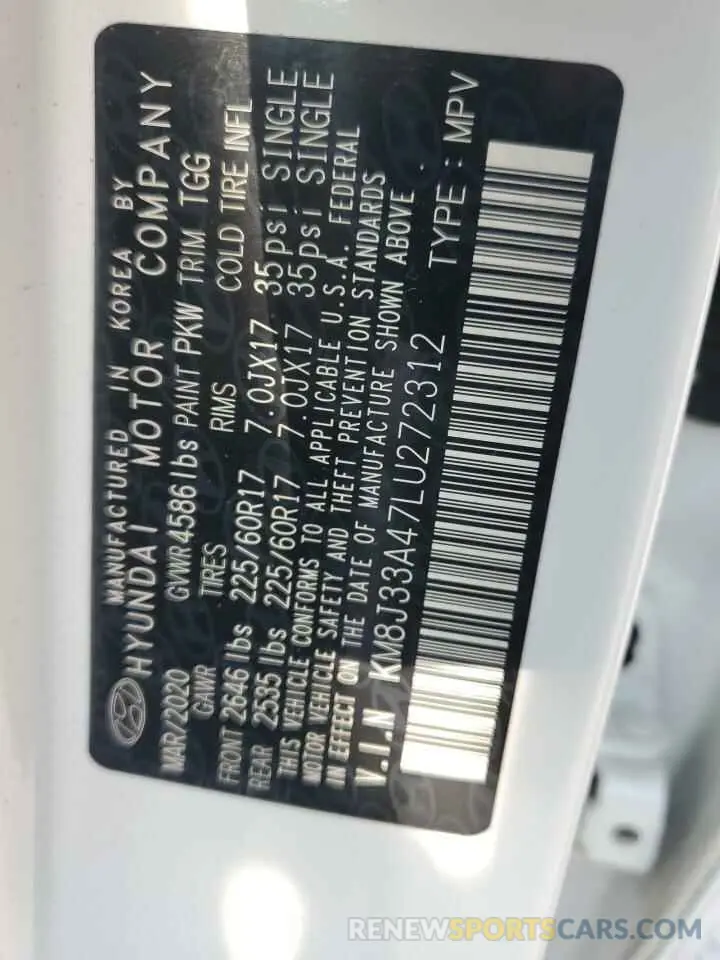 MANUFACTURED IN KOREA BY
HYUNDAI MOTOR COMPANY
MAR/2020 GVWR 4586 lbs PAINT PKW TRIM TGG
GAWR TIRES RIMS COLD TIRE INFL
FRONT 2646 lbs 225/60R17 7.0JX17 35psi SINGLE
REAR 2535 lbs 225/60R17 7.0JX17 35psi SINGLE
THIS VEHICLE CONFORMS TO ALL APPLICABLE U.S.A. FEDERAL
MOTOR VEHICLE SAFETY AND THEFT PREVENTION STANDARDS
IN EFFECT ON THE DATE OF MANUFACTURE SHOWN ABOVE.
V.I.N KM8J33A47LU272312 TYPE : MPV
RENEWSPORTSCARS.COM